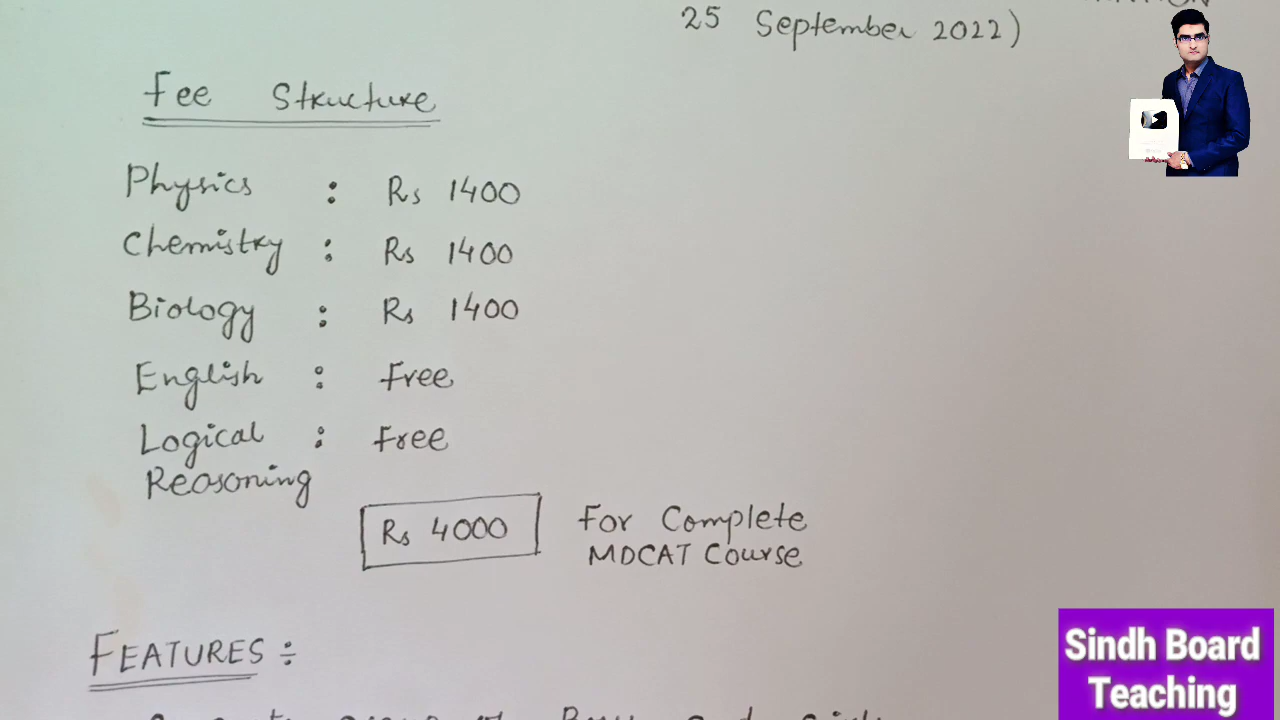 25 September 2022)
Fee Structure
Physics : Rs 1400
Chemistry : Rs 1400
Biology : Rs 1400
English : Free
Logical : Free
Reasoning
Rs 4000 For Complete
MDCAT Course
FEATURES :-
Sindh Board
Teaching